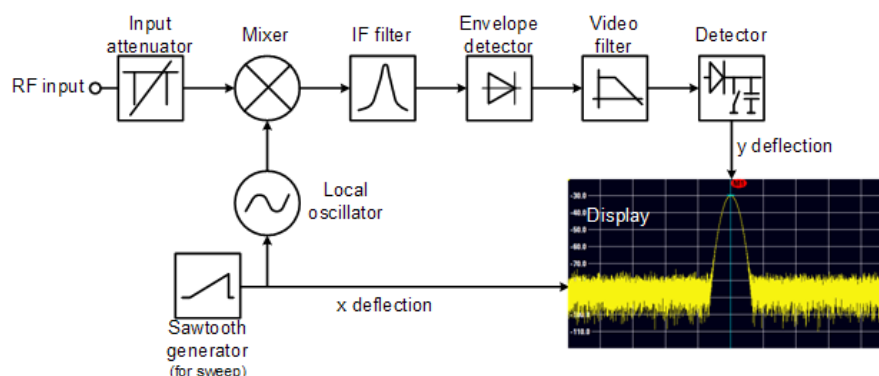 Input
attenuator
Mixer
IF filter
Envelope
detector
Video
filter
Detector
RF input
y deflection
Local
oscillator
Display
-30.0
-40.0
-50.0
-60.0
-70.0
-80.0
-110.0
x deflection
Sawtooth
generator
(for sweep)